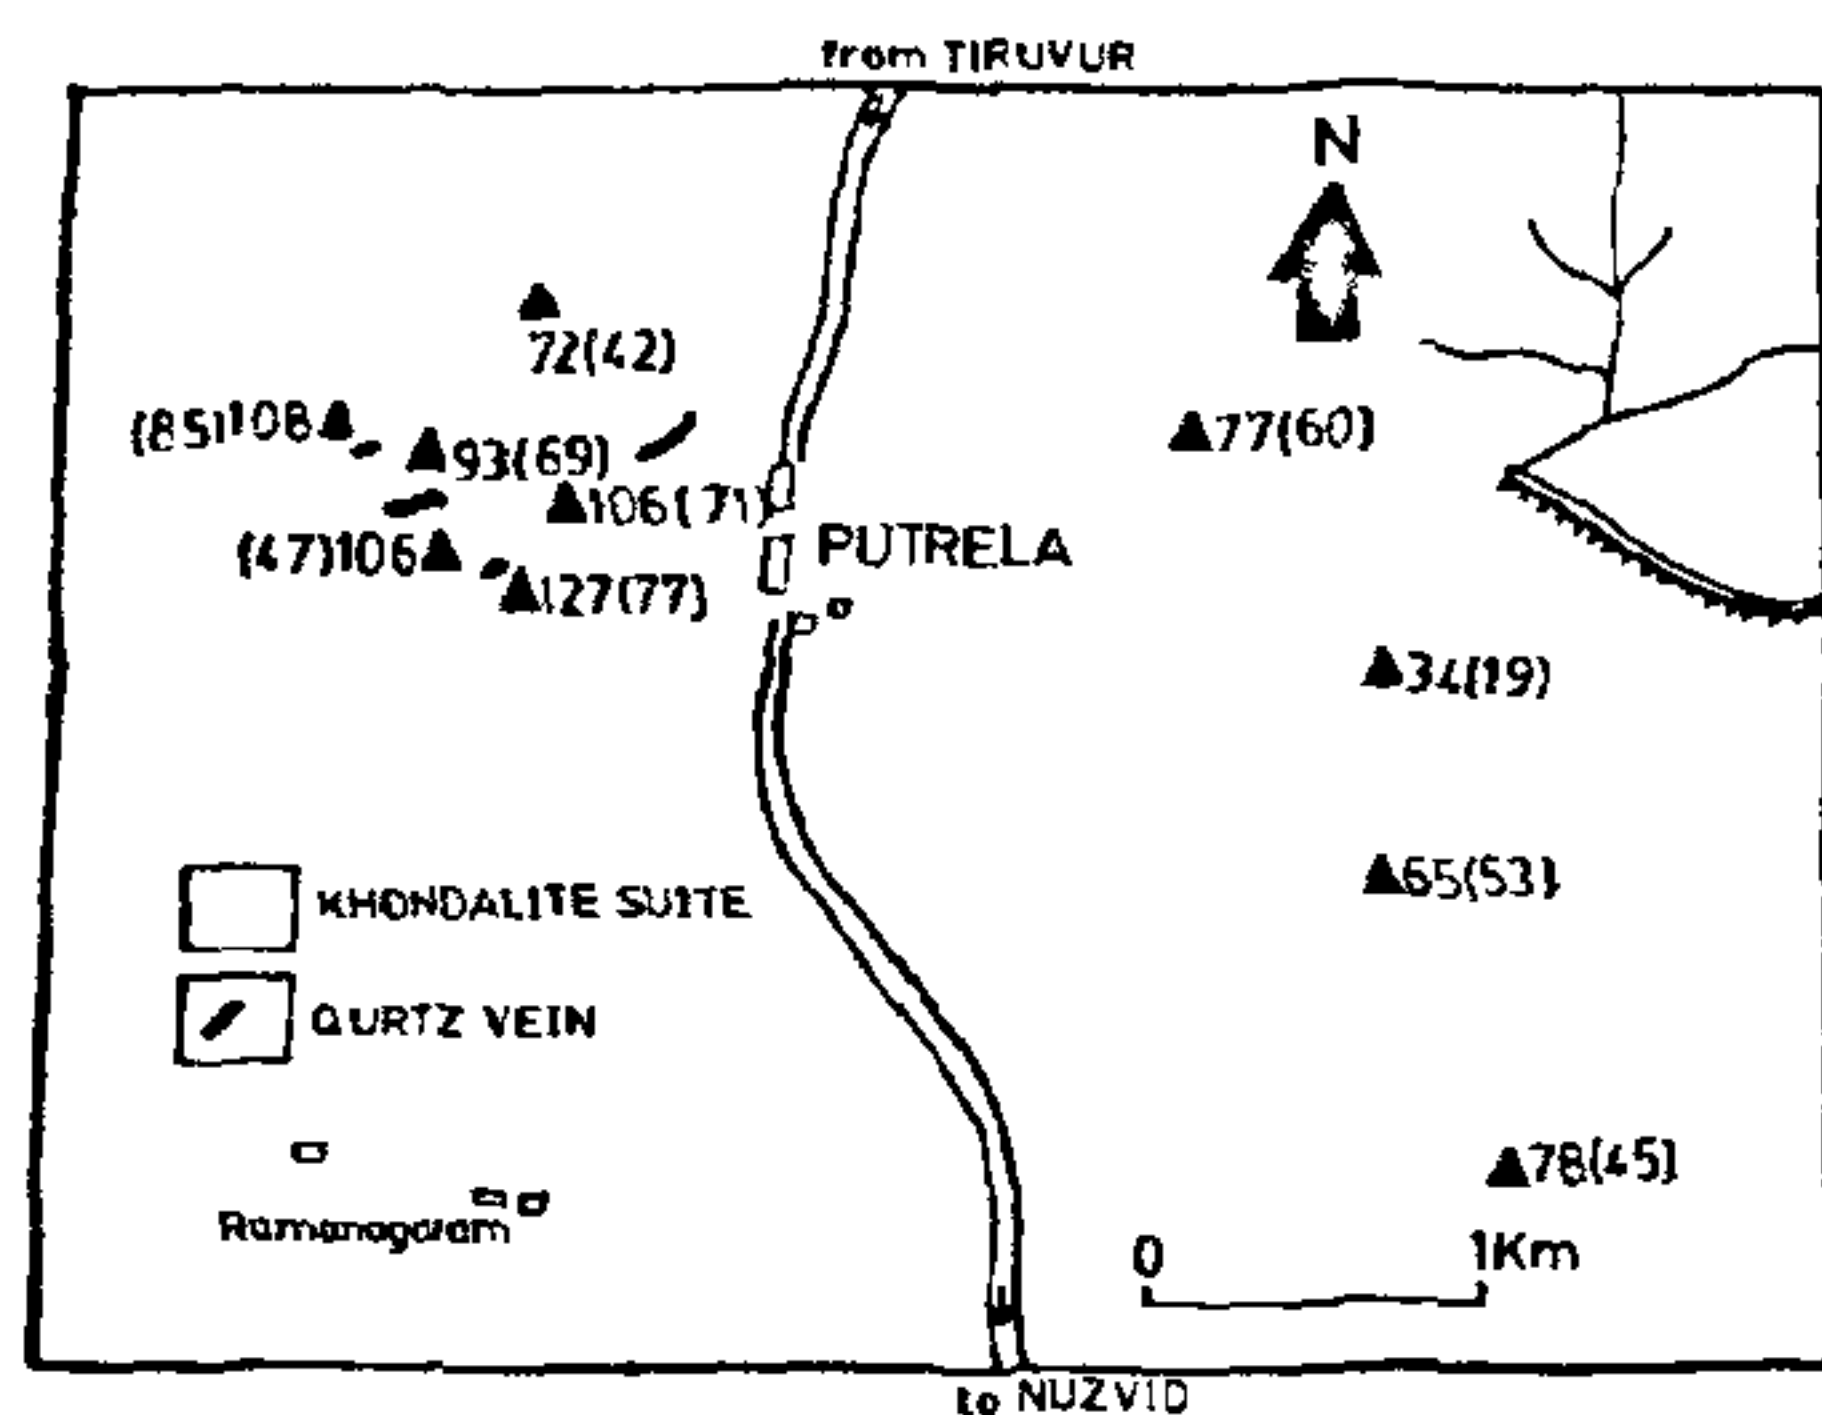 from TIRUVUR
N
72(42)
(85)108
93(69)
77(60)
106(71)
PUTRELA
(47)106
127(77)
34(19)
65(53)
KHONDALITE SUITE
QURTZ VEIN
78(45)
Ramanagaram
0 1Km
to NUZVID